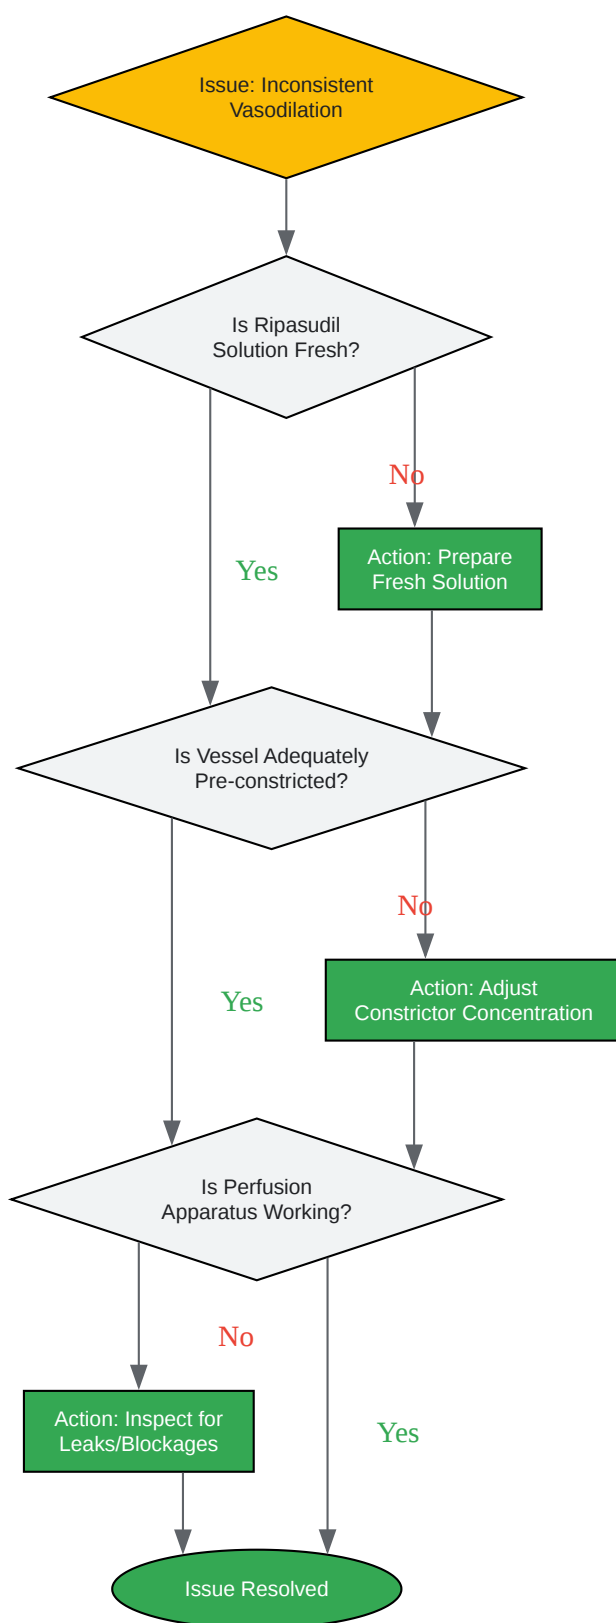 Issue: Inconsistent
Vasodilation
Is Ripasudil
Solution Fresh?
No
Action: Prepare
Fresh Solution
Yes
Is Vessel Adequately
Pre-constricted?
No
Action: Adjust
Constrictor Concentration
Yes
Is Perfusion
Apparatus Working?
No
Action: Inspect for
Leaks/Blockages
Yes
Issue Resolved